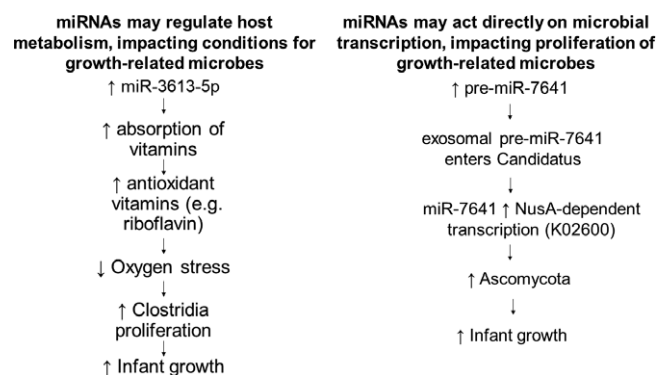 miRNAs may regulate host
metabolism, impacting conditions for
growth-related microbes
↑ miR-3613-5p
↑ absorption of
vitamins
↑ antioxidant
vitamins (e.g.
riboflavin)
↓ Oxygen stress
↑ Clostridia
proliferation
↑ Infant growth
miRNAs may act directly on microbial
transcription, impacting proliferation of
growth-related microbes
↑ pre-miR-7641
exosomal pre-miR-7641
enters Candidatus
miR-7641 ↑ NusA-dependent
transcription (K02600)
↑ Ascomycota
↑ Infant growth